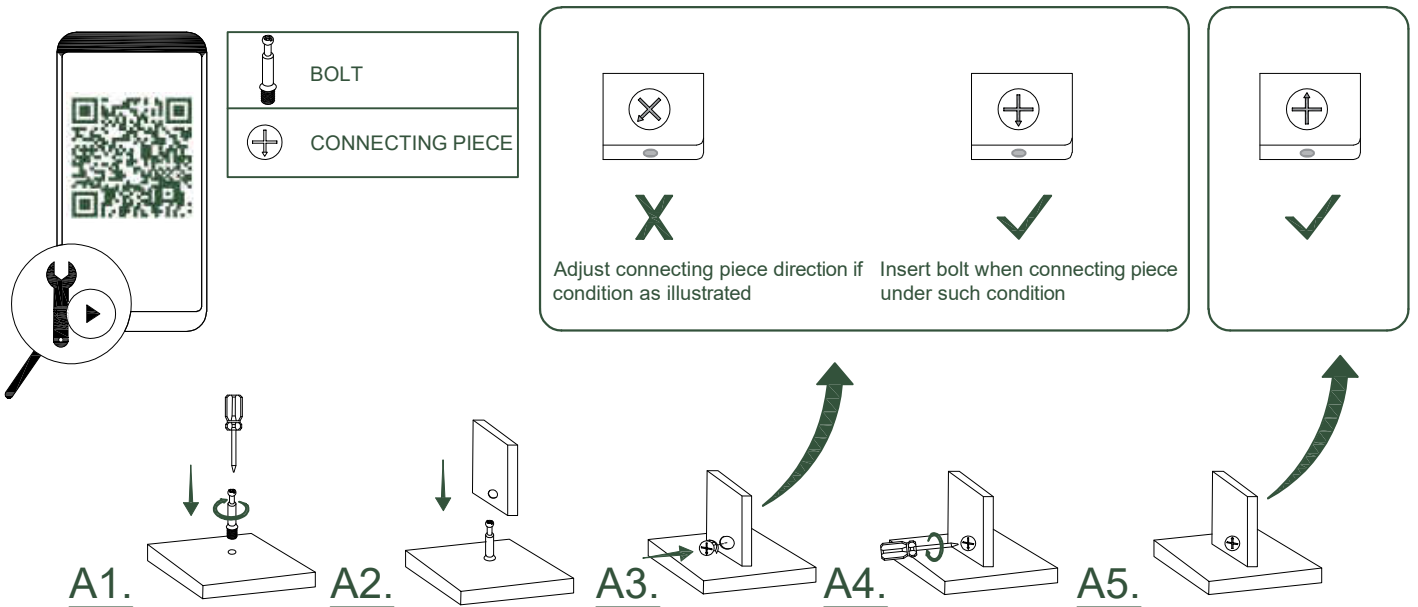 BOLT
CONNECTING PIECE
X
Adjust connecting piece direction if
condition as illustrated
Insert bolt when connecting piece
under such condition
A1.
A2.
A3.
A4.
A5.